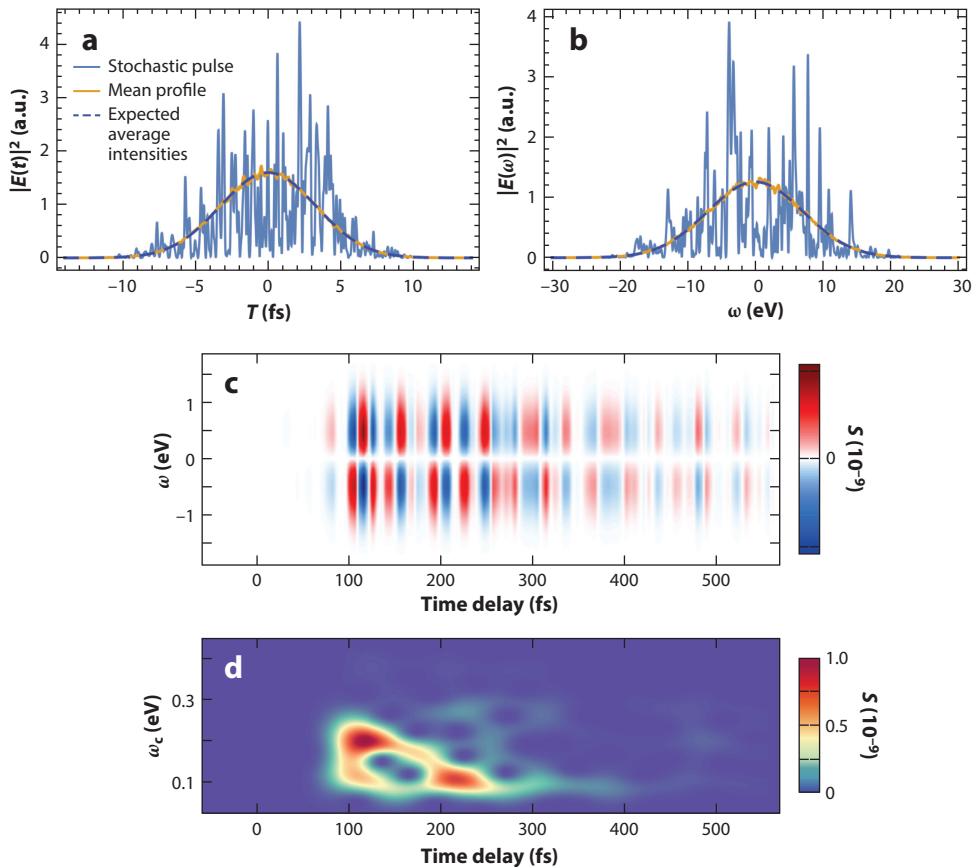 a
Stochastic pulse
Mean profile
Expected
average
intensities
|E(t)|² (a.u.)
4
3
2
1
0
−10
−5
0
5
10
T (fs)
b
|E(ω)|² (a.u.)
4
3
2
1
0
−30
−20
−10
0
10
20
30
ω (eV)
c
ω (eV)
1
0
−1
0
100
200
300
400
500
Time delay (fs)
0
S (10⁻⁹)
d
ω_c (eV)
0.3
0.1
0
100
200
300
400
500
Time delay (fs)
1.0
0.5
0
S (10⁻⁹)